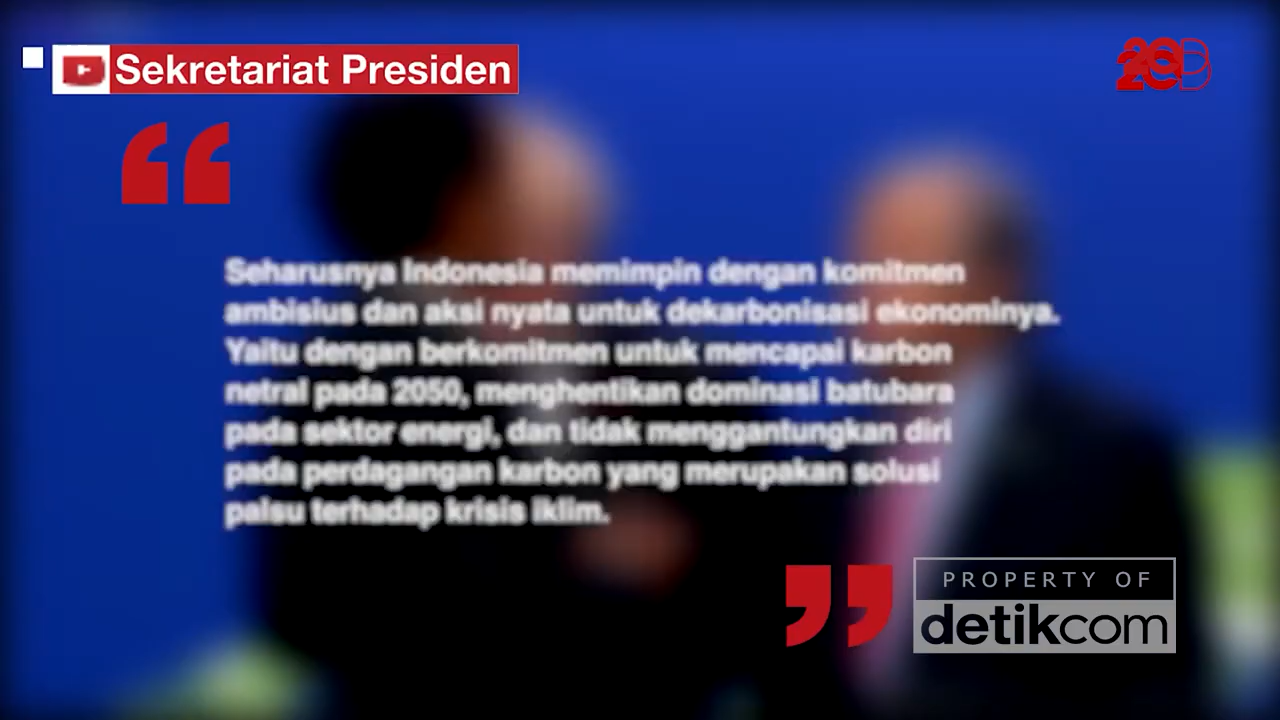 Sekretariat Presiden
Seharusnya Indonesia memimpin dengan komitmen
ambisius dan aksi nyata untuk dekarbonisasi ekonominya.
Yaitu dengan berkomitmen untuk mencapai karbon
netral pada 2050, menghentikan dominasi batubara
pada sektor energi, dan tidak menggantungkan diri
pada perdagangan karbon yang merupakan solusi
palsu terhadap krisis iklim.
PROPERTY OF
detikcom